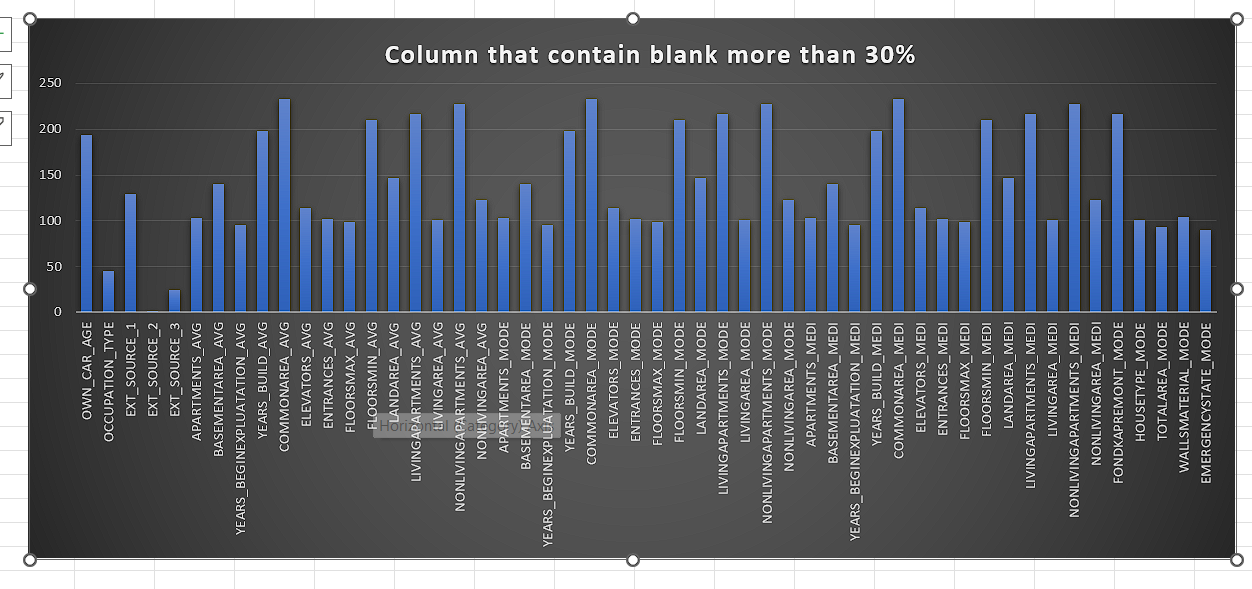 Column that contain blank more than 30%
250
200
150
100
50
0
OWN_CAR_AGE
OCCUPATION_TYPE
EXT_SOURCE_1
EXT_SOURCE_2
EXT_SOURCE_3
APARTMENTS_AVG
BASEMENTAREA_AVG
YEARS_BEGINEXPLUATATION_AVG
YEARS_BUILD_AVG
COMMONAREA_AVG
ELEVATORS_AVG
ENTRANCES_AVG
FLOORSMAX_AVG
FLOORSMIN_AVG
LANDAREA_AVG
LIVINGAPARTMENTS_AVG
LIVINGAREA_AVG
NONLIVINGAPARTMENTS_AVG
NONLIVINGAREA_AVG
APARTMENTS_MODE
BASEMENTAREA_MODE
YEARS_BEGINEXPLUATATION_MODE
YEARS_BUILD_MODE
COMMONAREA_MODE
ELEVATORS_MODE
ENTRANCES_MODE
FLOORSMAX_MODE
FLOORSMIN_MODE
LANDAREA_MODE
LIVINGAPARTMENTS_MODE
LIVINGAREA_MODE
NONLIVINGAPARTMENTS_MODE
NONLIVINGAREA_MODE
APARTMENTS_MEDI
BASEMENTAREA_MEDI
YEARS_BEGINEXPLUATATION_MEDI
YEARS_BUILD_MEDI
COMMONAREA_MEDI
ELEVATORS_MEDI
ENTRANCES_MEDI
FLOORSMAX_MEDI
FLOORSMIN_MEDI
LANDAREA_MEDI
LIVINGAPARTMENTS_MEDI
LIVINGAREA_MEDI
NONLIVINGAPARTMENTS_MEDI
NONLIVINGAREA_MEDI
FONDKAPREMONT_MODE
HOUSETYPE_MODE
TOTALAREA_MODE
WALLSMATERIAL_MODE
EMERGENCYSTATE_MODE
Horizontal (Category) Axis